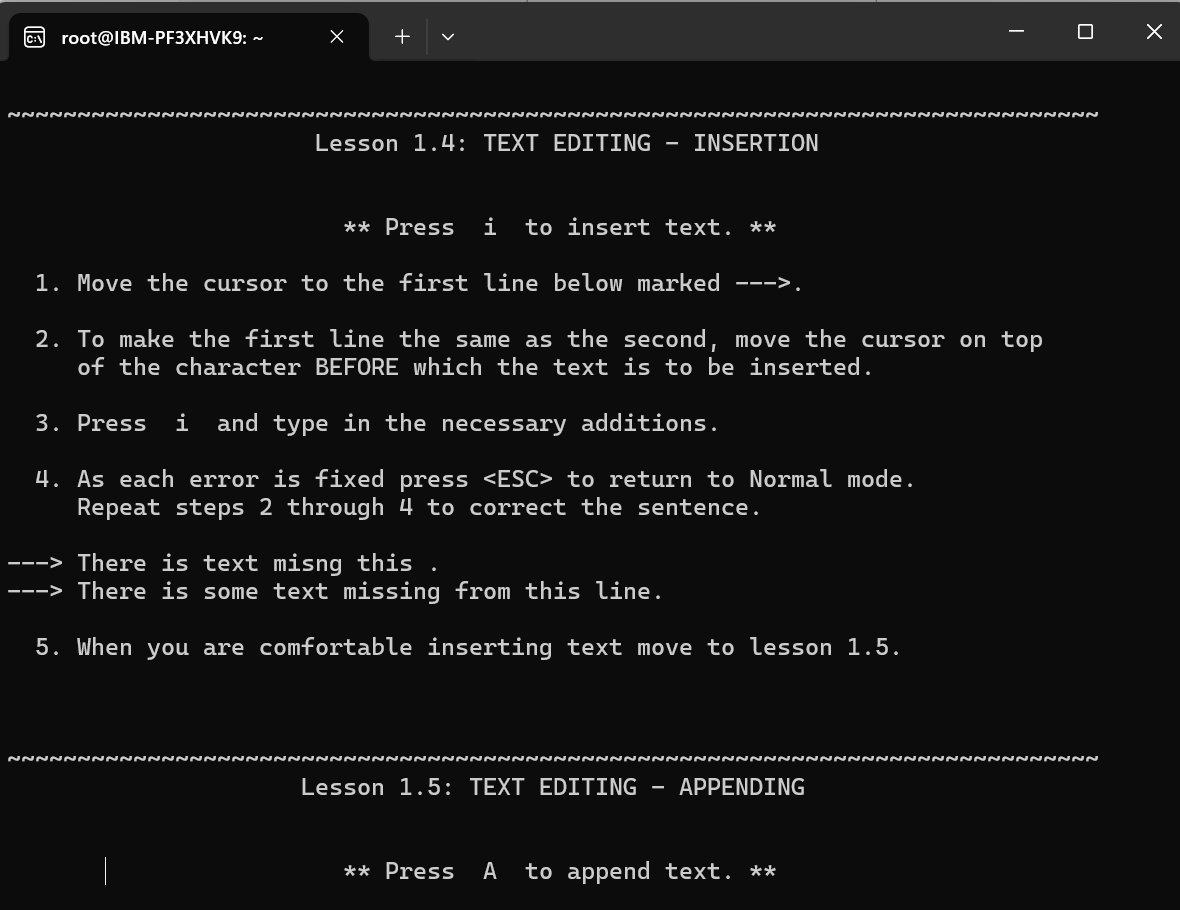 root@IBM-PF3XHVK9: ~
~~~~~~~~~~~~~~~~~~~~~~~~~~~~~~~~~~~~~~~~~~~~~~~~~~~~~~~~~~~~~~~~~~~~~~~~~~~~~~
Lesson 1.4: TEXT EDITING - INSERTION
** Press  i  to insert text. **
1. Move the cursor to the first line below marked --->.
2. To make the first line the same as the second, move the cursor on top
of the character BEFORE which the text is to be inserted.
3. Press  i  and type in the necessary additions.
4. As each error is fixed press <ESC> to return to Normal mode.
Repeat steps 2 through 4 to correct the sentence.
---> There is text misng this .
---> There is some text missing from this line.
5. When you are comfortable inserting text move to lesson 1.5.
~~~~~~~~~~~~~~~~~~~~~~~~~~~~~~~~~~~~~~~~~~~~~~~~~~~~~~~~~~~~~~~~~~~~~~~~~~~~~~
Lesson 1.5: TEXT EDITING - APPENDING
** Press  A  to append text. **